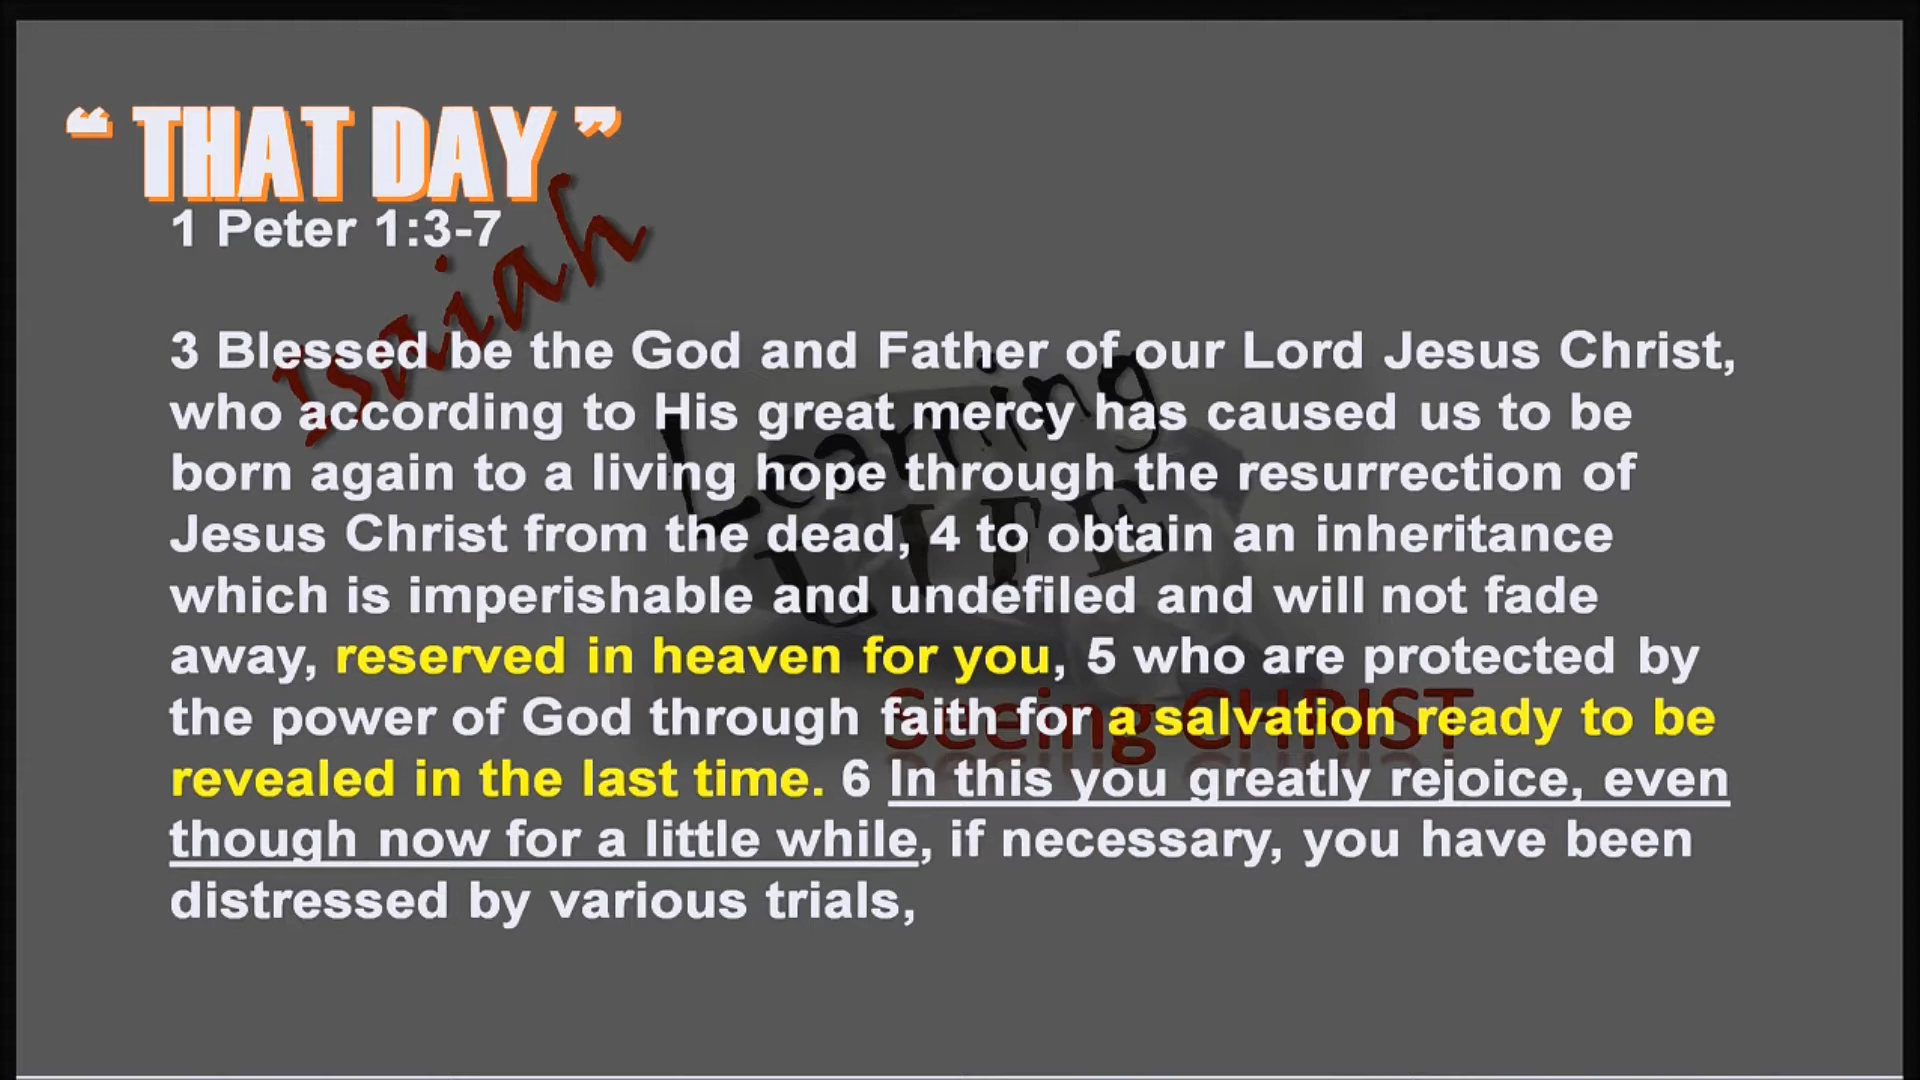 “ THAT DAY ”
1 Peter 1:3-7
Isaiah
3 Blessed be the God and Father of our Lord Jesus Christ,
who according to His great mercy has caused us to be
born again to a living hope through the resurrection of
Jesus Christ from the dead, 4 to obtain an inheritance
which is imperishable and undefiled and will not fade
away, reserved in heaven for you, 5 who are protected by
the power of God through faith for a salvation ready to be
revealed in the last time. 6 In this you greatly rejoice, even
though now for a little while, if necessary, you have been
distressed by various trials,
Learning
LIFE
Seeing CHRIST